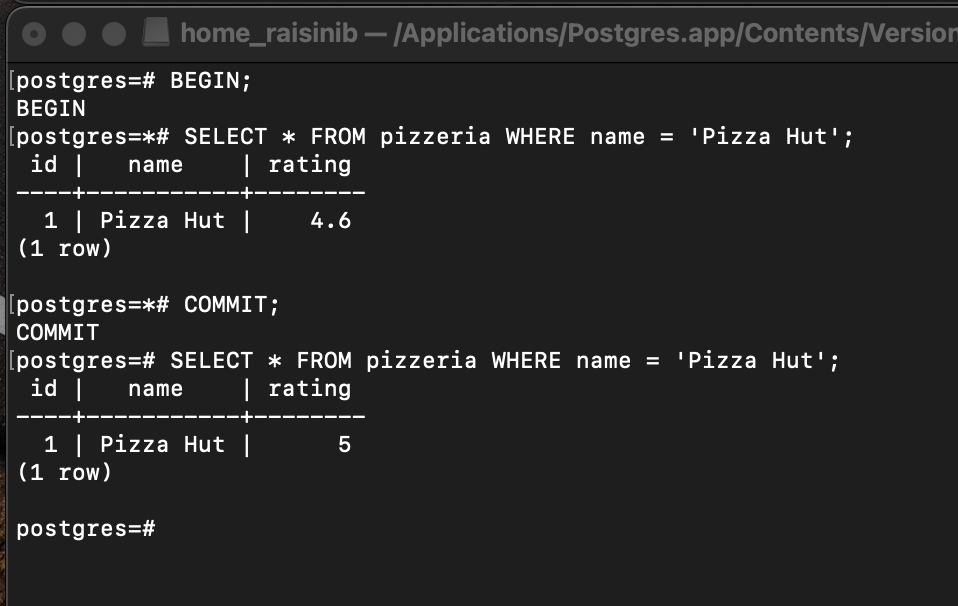 home_raisinib — /Applications/Postgres.app/Contents/Version
[postgres=# BEGIN;
BEGIN
[postgres=*# SELECT * FROM pizzeria WHERE name = 'Pizza Hut';
 id |   name    | rating
----+-----------+--------
  1 | Pizza Hut |    4.6
(1 row)

[postgres=*# COMMIT;
COMMIT
[postgres=# SELECT * FROM pizzeria WHERE name = 'Pizza Hut';
 id |   name    | rating
----+-----------+--------
  1 | Pizza Hut |      5
(1 row)

postgres=#